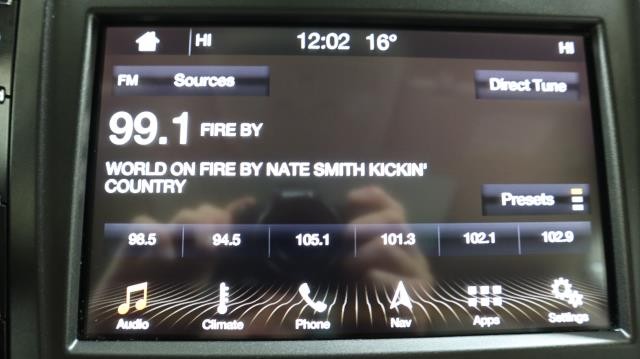 HI 12:02 16° HI
FM Sources Direct Tune
99.1 FIRE BY
WORLD ON FIRE BY NATE SMITH KICKIN'
COUNTRY
Presets
98.5 94.5 105.1 101.3 102.1 102.9
Audio Climate Phone Nav Apps Settings